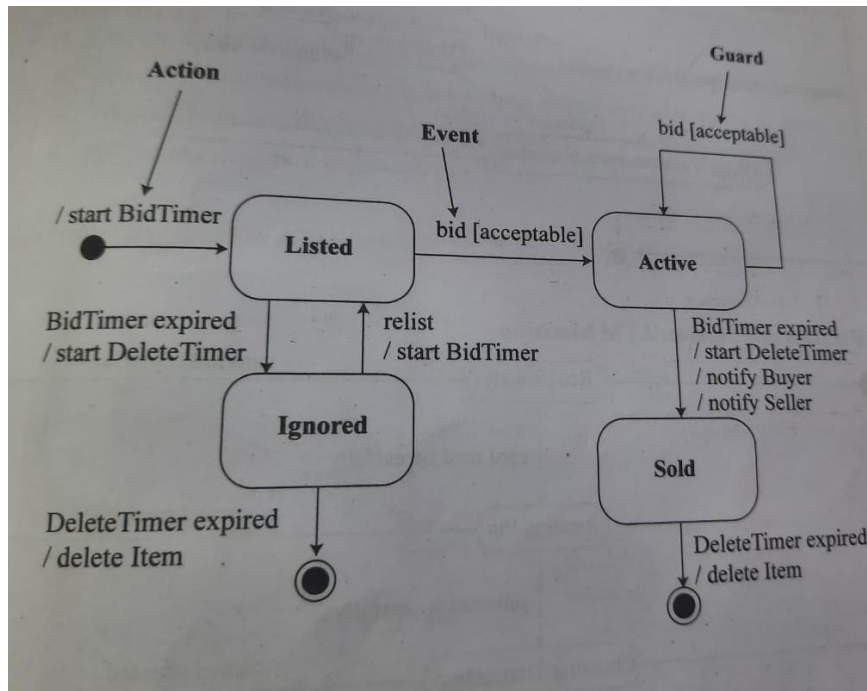 Action
Guard
Event
bid [acceptable]
/ start BidTimer
Listed
bid [acceptable]
Active
BidTimer expired
/ start DeleteTimer
relist
/ start BidTimer
BidTimer expired
/ start DeleteTimer
/ notify Buyer
/ notify Seller
Ignored
Sold
DeleteTimer expired
/ delete Item
DeleteTimer expired
/ delete Item